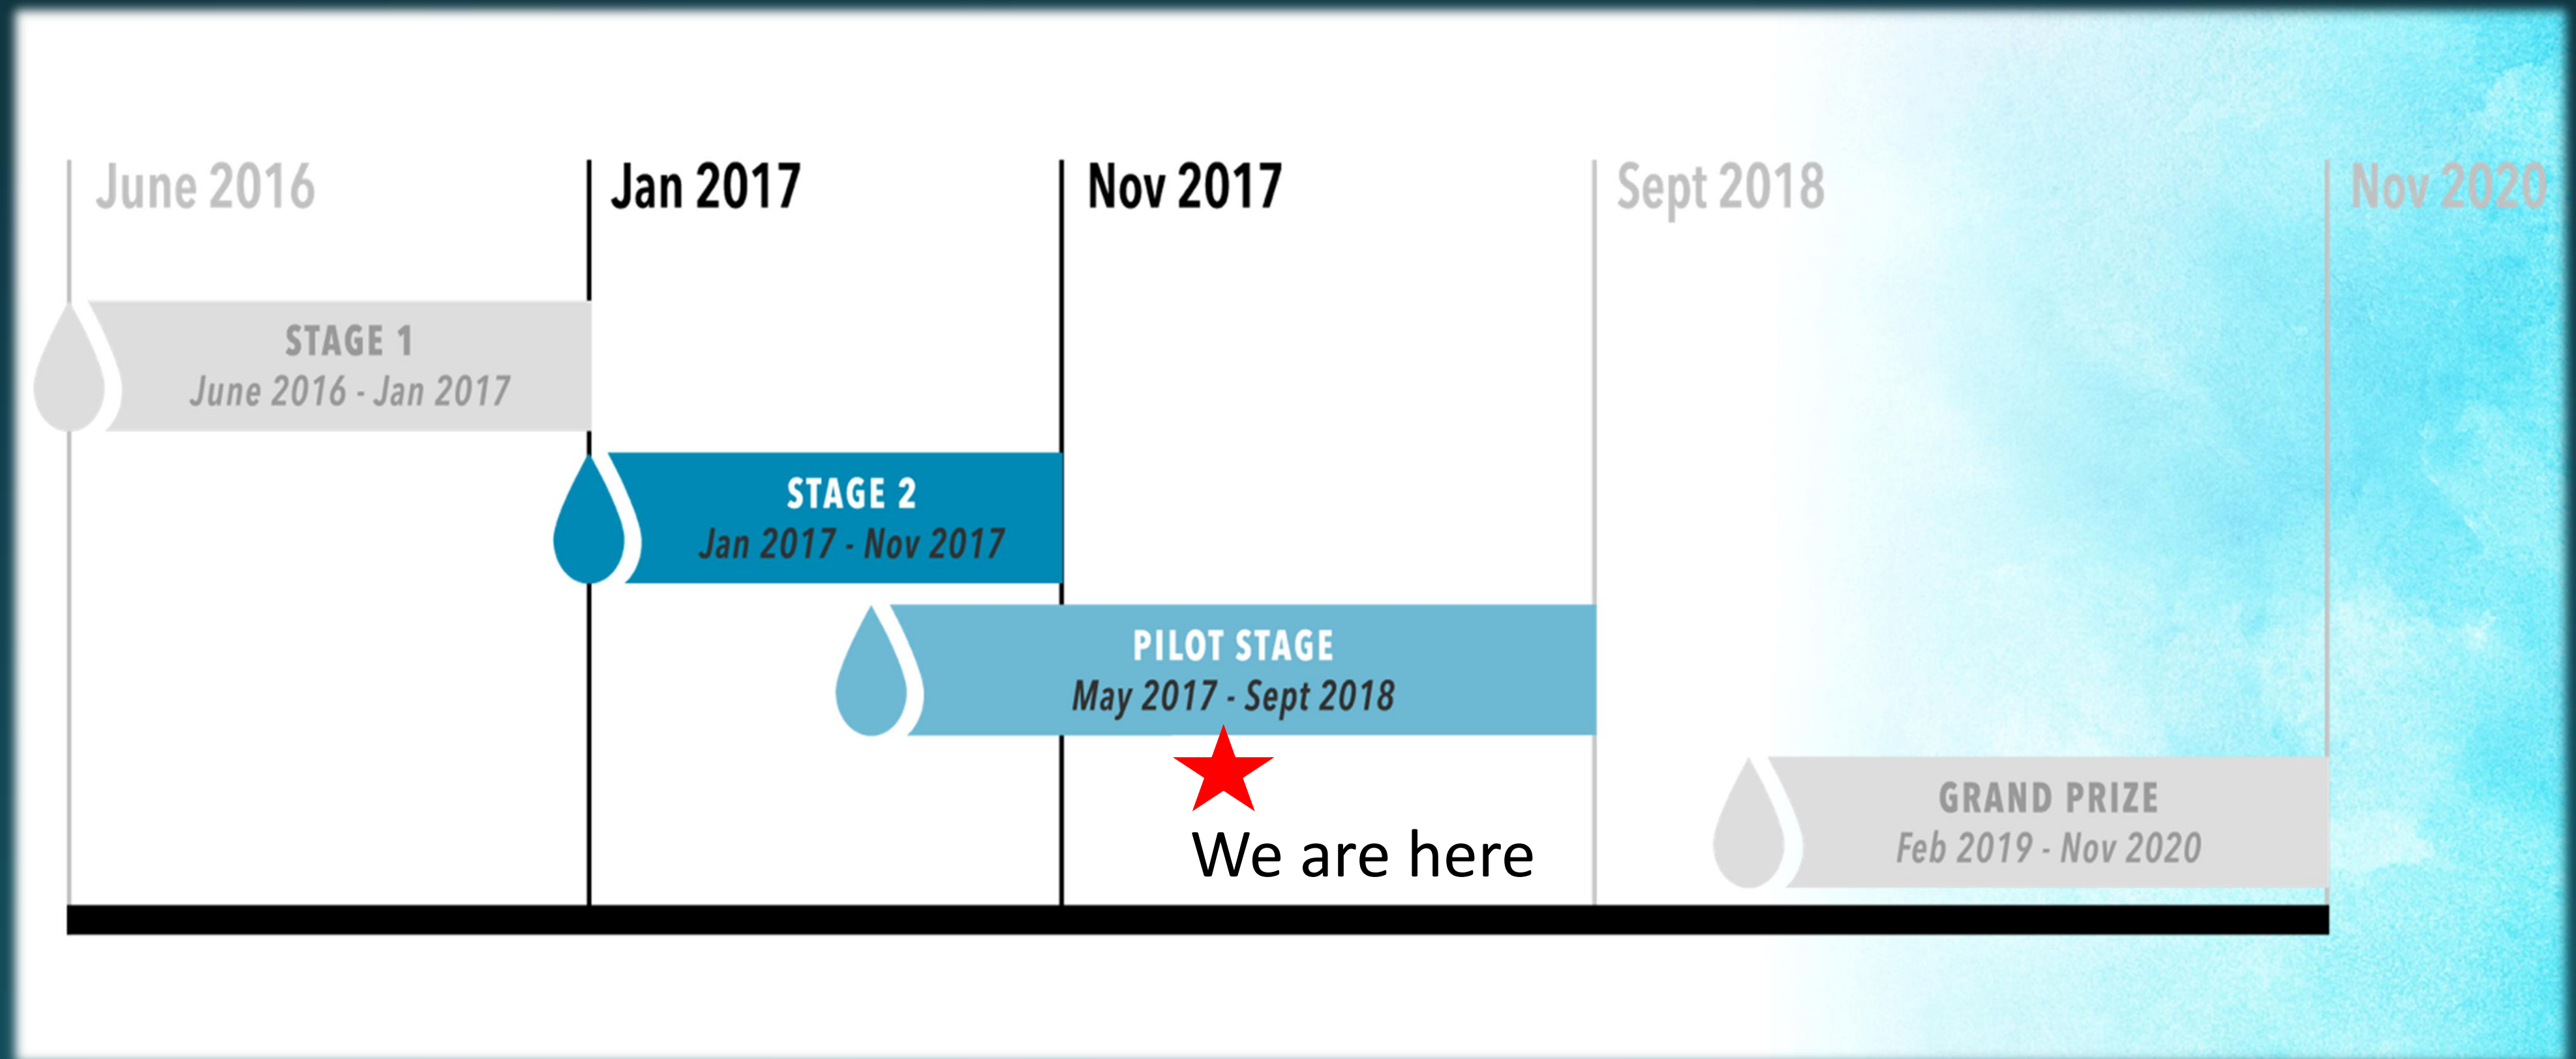 June 2016
Jan 2017
Nov 2017
Sept 2018
Nov 2020
STAGE 1
June 2016 - Jan 2017
STAGE 2
Jan 2017 - Nov 2017
PILOT STAGE
May 2017 - Sept 2018
We are here
GRAND PRIZE
Feb 2019 - Nov 2020